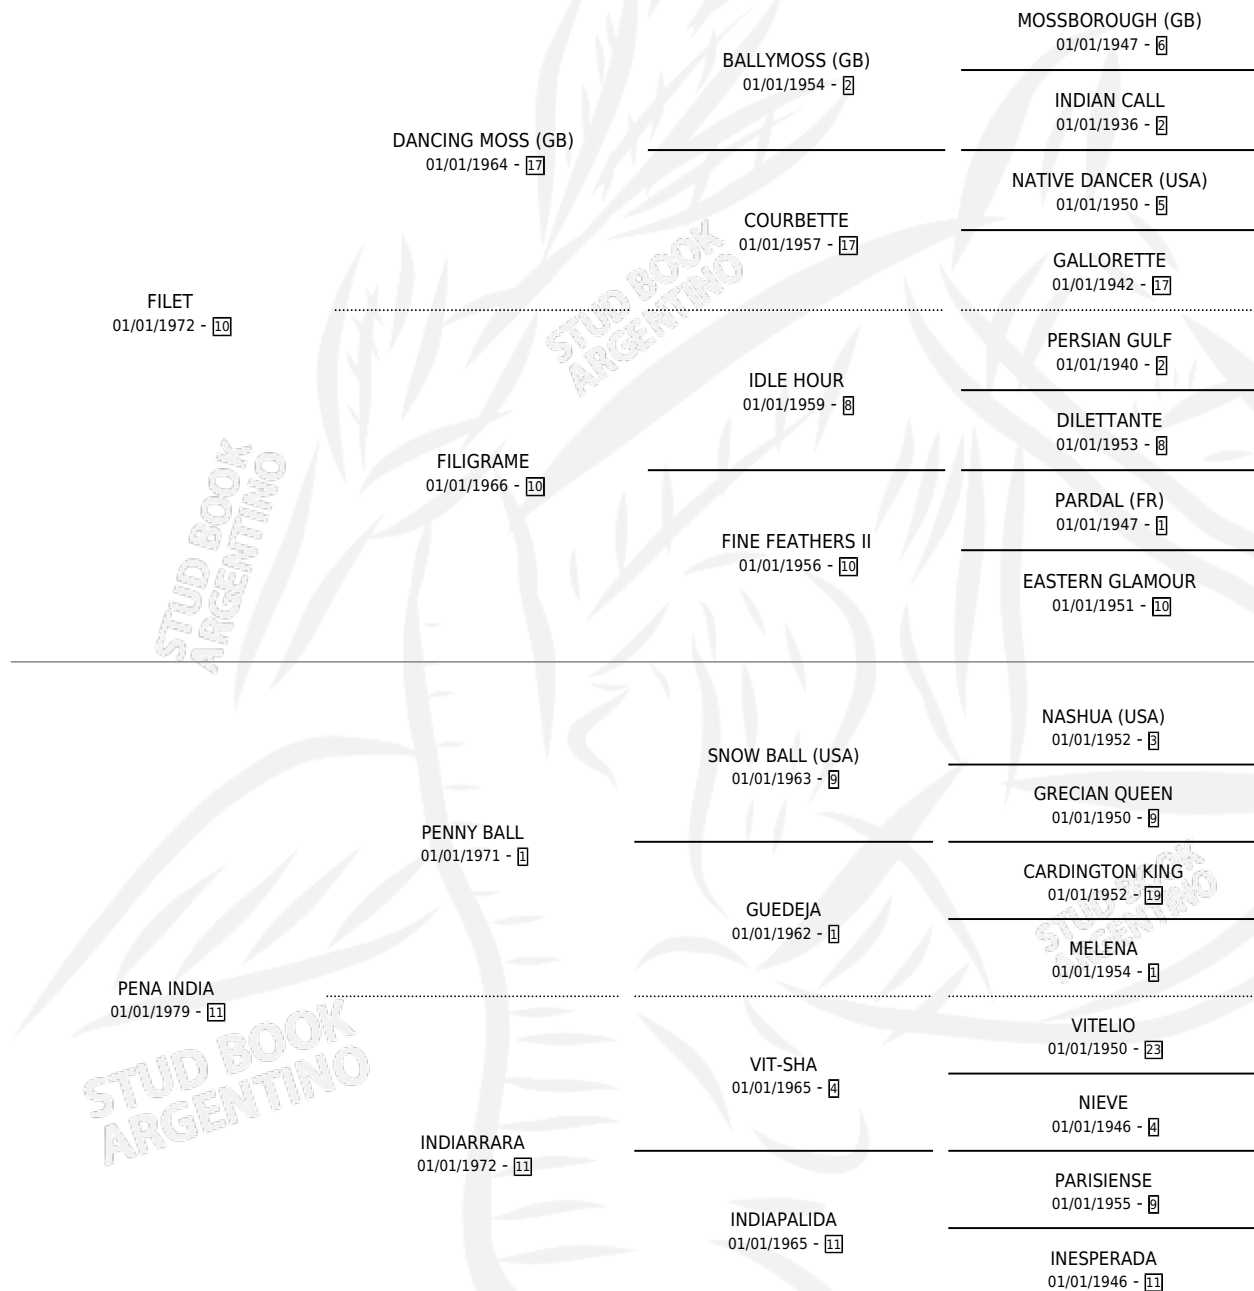 MOSSBOROUGH (GB)
01/01/1947 - 6
BALLYMOSS (GB)
01/01/1954 - 2
INDIAN CALL
01/01/1936 - 2
DANCING MOSS (GB)
01/01/1964 - 17
NATIVE DANCER (USA)
01/01/1950 - 5
COURBETTE
01/01/1957 - 17
GALLORETTE
01/01/1942 - 17
FILET
01/01/1972 - 10
PERSIAN GULF
01/01/1940 - 2
IDLE HOUR
01/01/1959 - 8
DILETTANTE
01/01/1953 - 8
FILIGRAME
01/01/1966 - 10
PARDAL (FR)
01/01/1947 - 1
FINE FEATHERS II
01/01/1956 - 10
EASTERN GLAMOUR
01/01/1951 - 10
NASHUA (USA)
01/01/1952 - 3
SNOW BALL (USA)
01/01/1963 - 9
GRECIAN QUEEN
01/01/1950 - 9
PENNY BALL
01/01/1971 - 1
CARDINGTON KING
01/01/1952 - 19
GUEDEJA
01/01/1962 - 1
MELENA
01/01/1954 - 1
PENA INDIA
01/01/1979 - 11
VITELIO
01/01/1950 - 23
VIT-SHA
01/01/1965 - 4
NIEVE
01/01/1946 - 4
INDIARRARA
01/01/1972 - 11
PARISIENSE
01/01/1955 - 9
INDIAPALIDA
01/01/1965 - 11
INESPERADA
01/01/1946 - 11
STUD BOOK
ARGENTINO
STUD BOOK
ARGENTINO
STUD BOOK
ARGENTINO
STUD BOOK
ARGENTINO